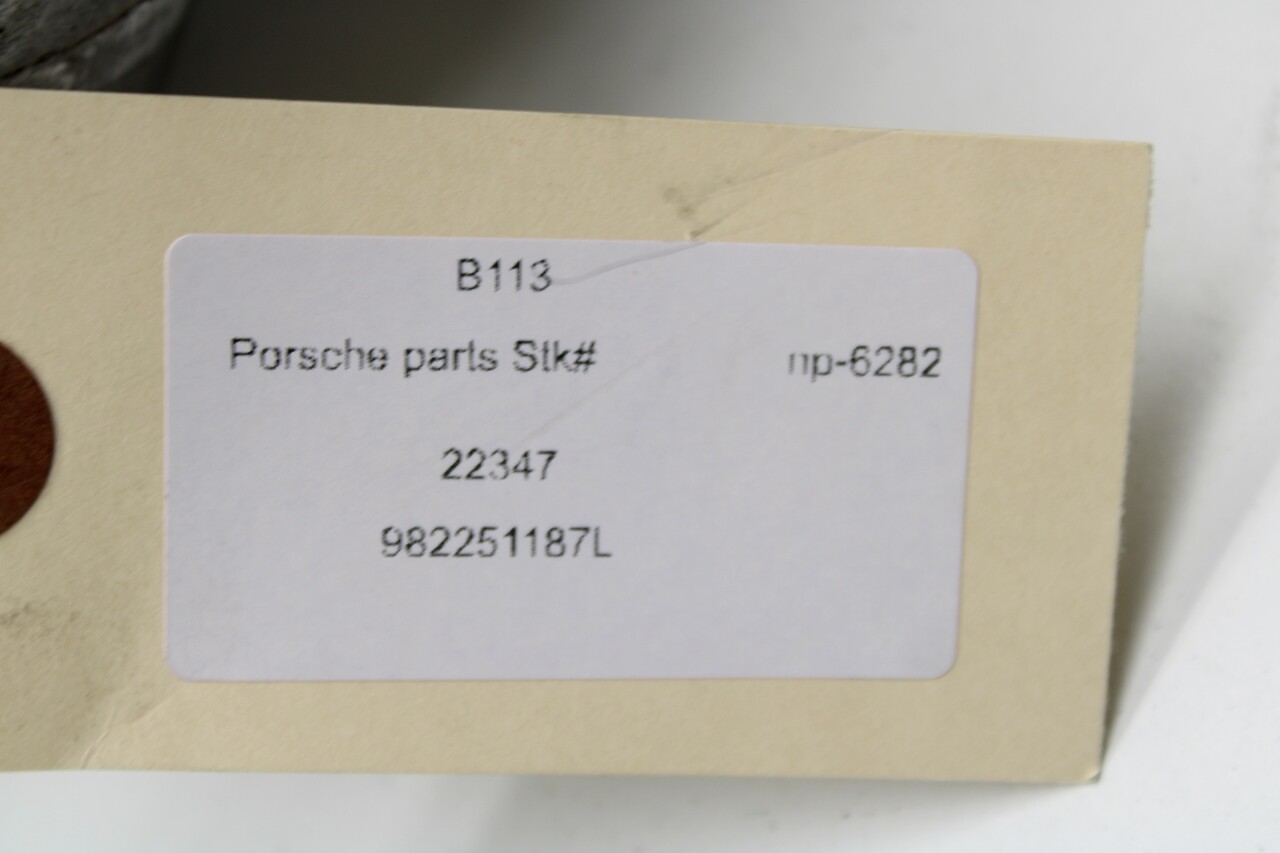 B113
Porsche parts Stk# np-6282
22347
982251187L